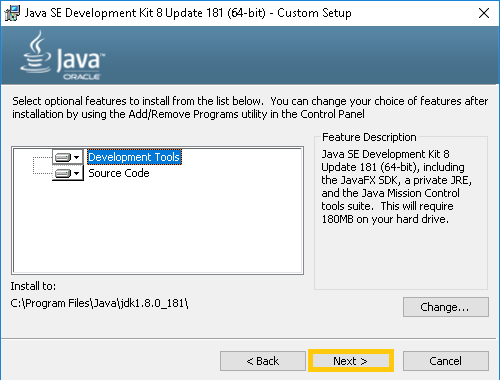 Java SE Development Kit 8 Update 181 (64-bit) - Custom Setup
Java
ORACLE
Select optional features to install from the list below. You can change your choice of features after
installation by using the Add/Remove Programs utility in the Control Panel
Development Tools
Source Code
Feature Description
Java SE Development Kit 8
Update 181 (64-bit), including
the JavaFX SDK, a private JRE,
and the Java Mission Control
tools suite. This will require
180MB on your hard drive.
Install to:
C:\Program Files\Java\jdk1.8.0_181\
Change...
< Back
Next >
Cancel